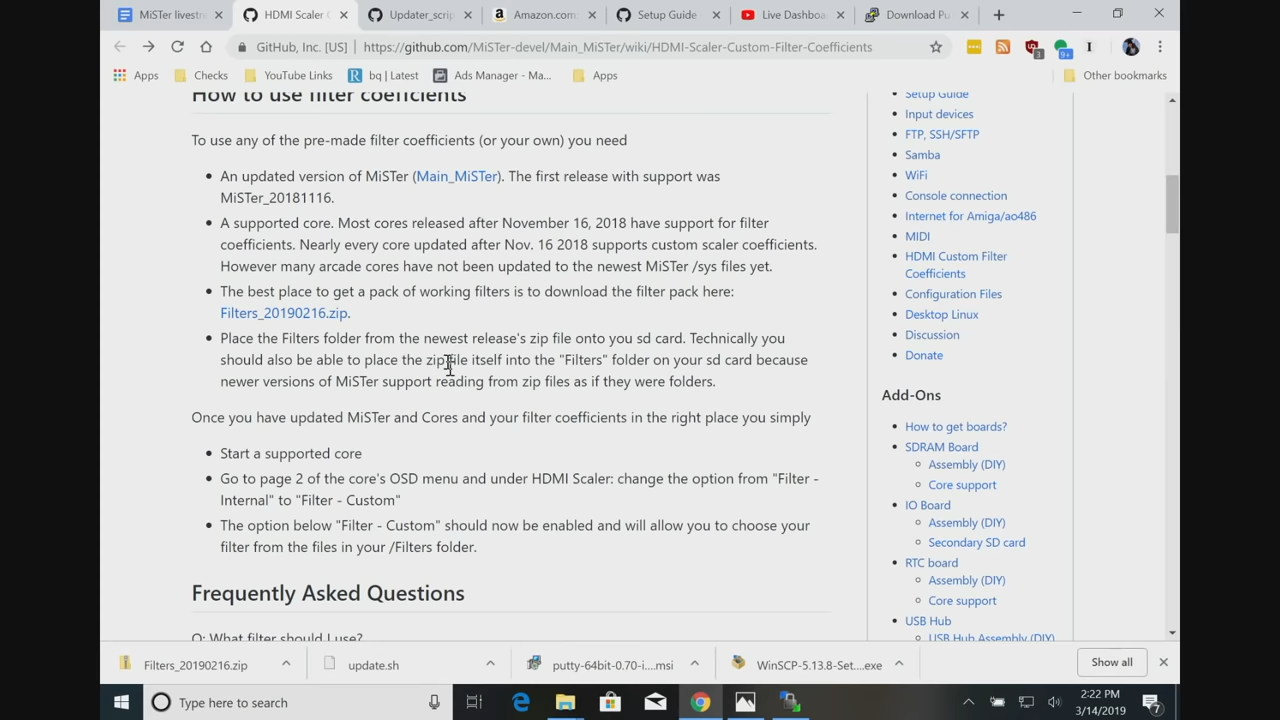 MiSTer livestre
HDMI Scaler C
Updater_scrip
Amazon.com:
Setup Guide
Live Dashboa
Download Pu
GitHub, Inc. [US]
https://github.com/MiSTer-devel/Main_MiSTer/wiki/HDMI-Scaler-Custom-Filter-Coefficients
3
9+
Apps
Checks
YouTube Links
bq | Latest
Ads Manager - Ma...
Apps
Other bookmarks
How to use filter coefficients
To use any of the pre-made filter coefficients (or your own) you need
An updated version of MiSTer (Main_MiSTer). The first release with support was
MiSTer_20181116.
A supported core. Most cores released after November 16, 2018 have support for filter
coefficients. Nearly every core updated after Nov. 16 2018 supports custom scaler coefficients.
However many arcade cores have not been updated to the newest MiSTer /sys files yet.
The best place to get a pack of working filters is to download the filter pack here:
Filters_20190216.zip.
Place the Filters folder from the newest release's zip file onto you sd card. Technically you
should also be able to place the zip file itself into the "Filters" folder on your sd card because
newer versions of MiSTer support reading from zip files as if they were folders.
Once you have updated MiSTer and Cores and your filter coefficients in the right place you simply
Start a supported core
Go to page 2 of the core's OSD menu and under HDMI Scaler: change the option from "Filter -
Internal" to "Filter - Custom"
The option below "Filter - Custom" should now be enabled and will allow you to choose your
filter from the files in your /Filters folder.
Frequently Asked Questions
Q: What filter should I use?
Setup Guide
Input devices
FTP, SSH/SFTP
Samba
WiFi
Console connection
Internet for Amiga/ao486
MIDI
HDMI Custom Filter
Coefficients
Configuration Files
Desktop Linux
Discussion
Donate
Add-Ons
How to get boards?
SDRAM Board
Assembly (DIY)
Core support
IO Board
Assembly (DIY)
Secondary SD card
RTC board
Assembly (DIY)
Core support
USB Hub
USB Hub Assembly (DIY)
Filters_20190216.zip
update.sh
putty-64bit-0.70-i....msi
WinSCP-5.13.8-Set....exe
Show all
Type here to search
2:22 PM
3/14/2019
7